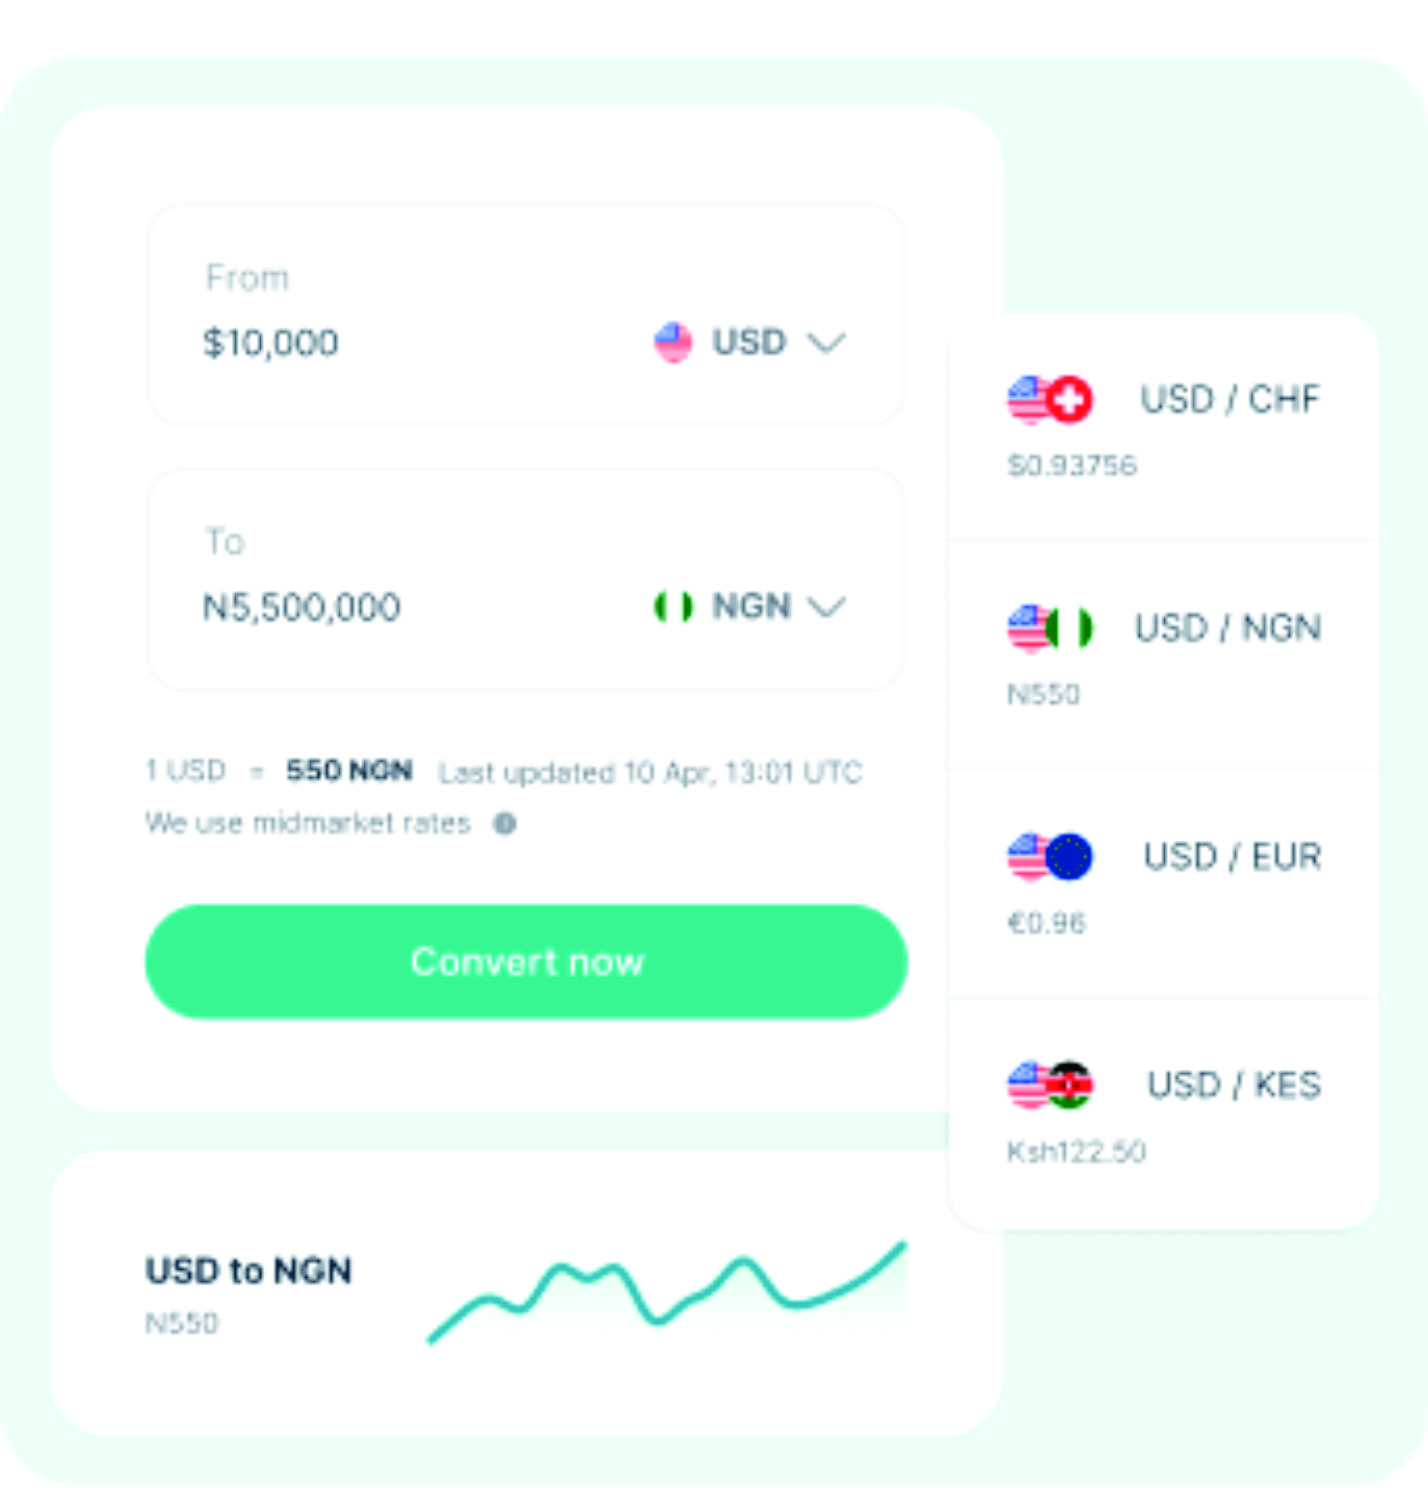 From
$10,000
USD
To
N5,500,000
NGN
1 USD = 550 NGN Last updated 10 Apr, 13:01 UTC
We use midmarket rates
Convert now
USD / CHF
$0.93756
USD / NGN
N550
USD / EUR
€0.96
USD / KES
Ksh122.50
USD to NGN
N550